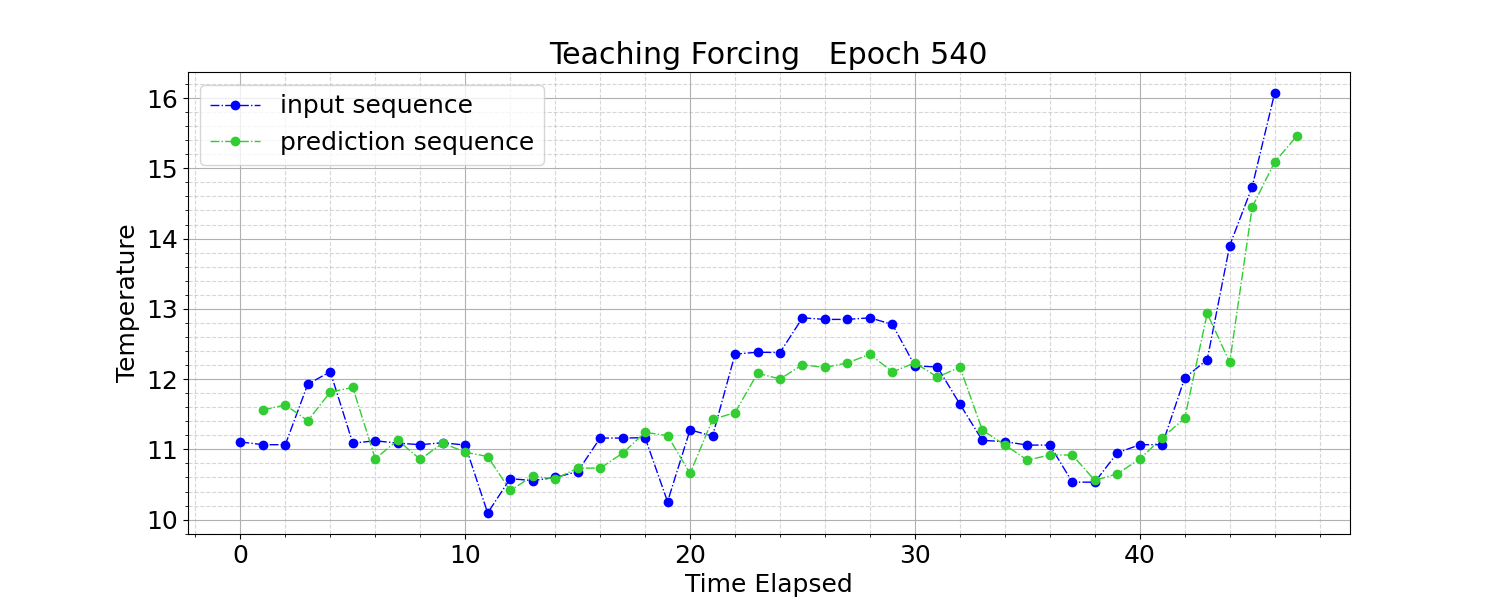 Teaching Forcing   Epoch 540
input sequence
prediction sequence
16
15
14
13
12
11
10
Temperature
0 10 20 30 40
Time Elapsed